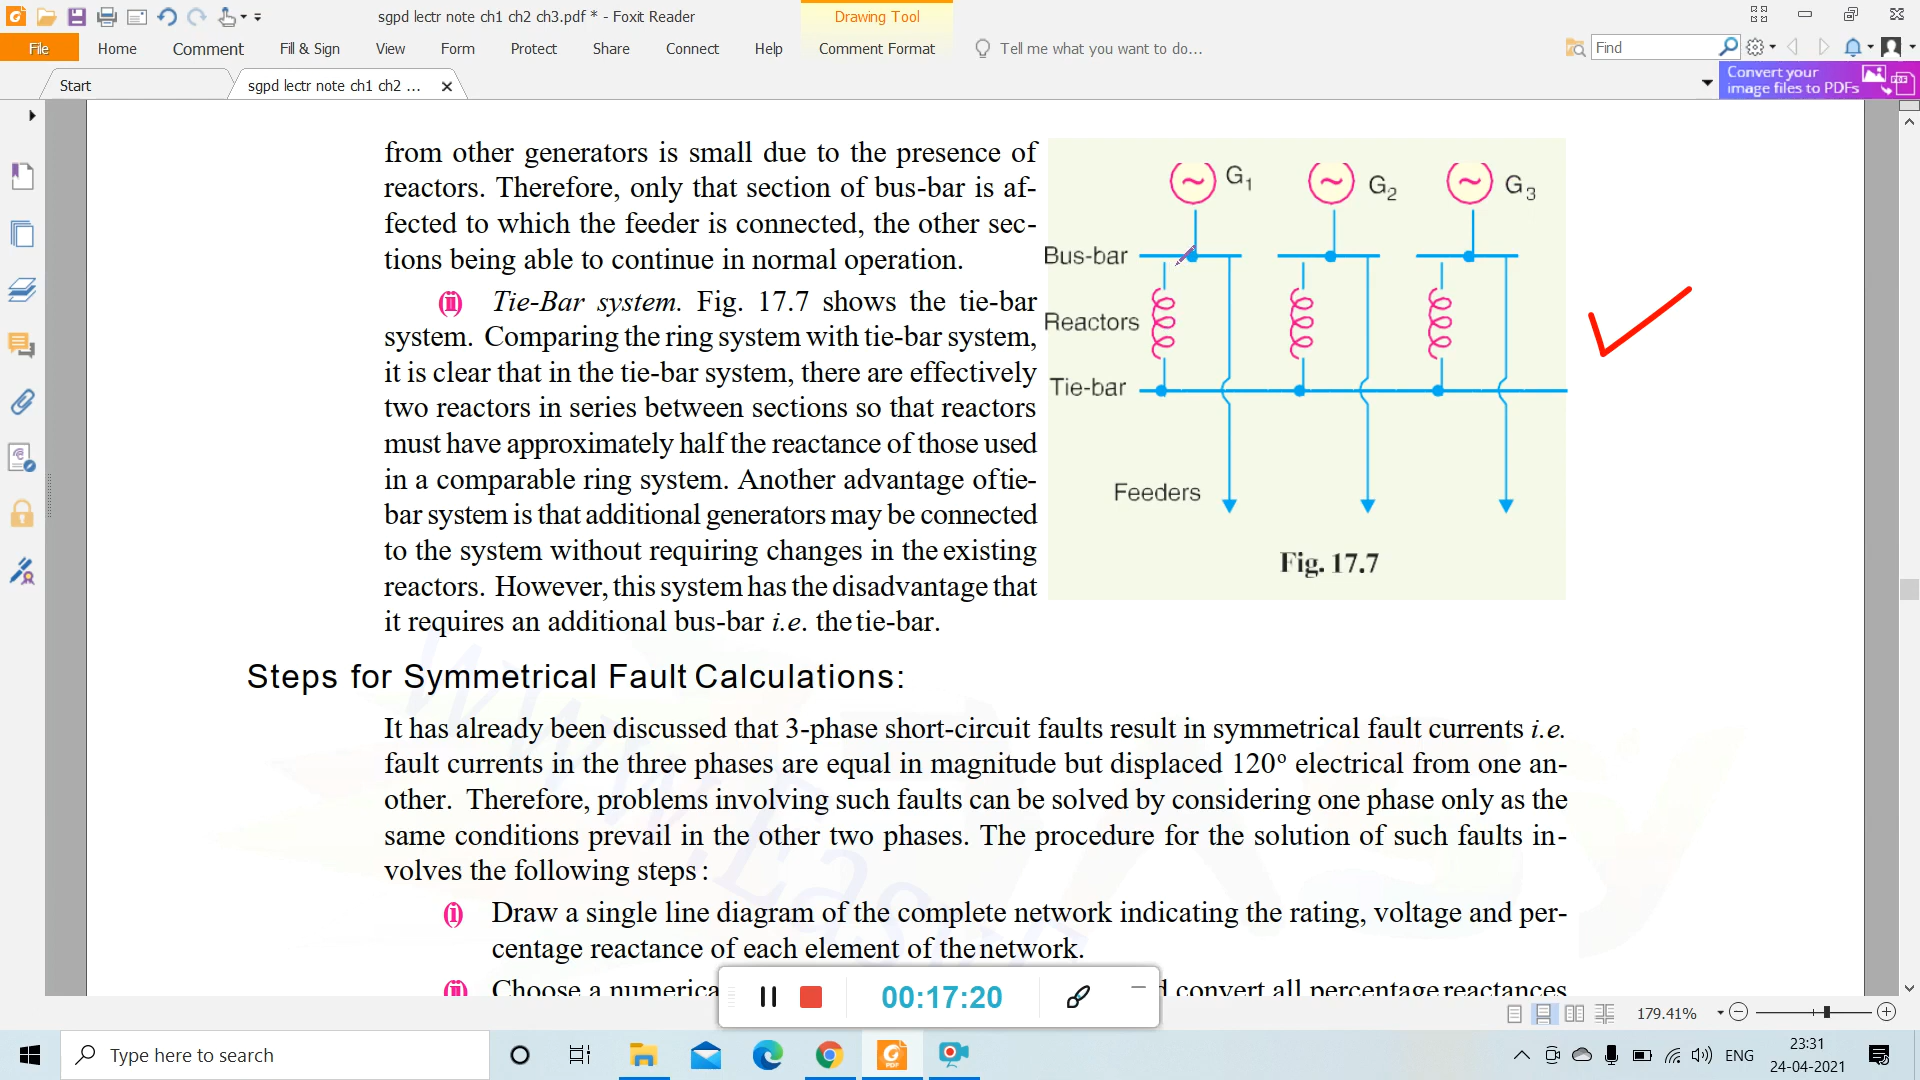 sgpd lectr note ch1 ch2 ch3.pdf * - Foxit Reader
Drawing Tool
File Home Comment Fill & Sign View Form Protect Share Connect Help Comment Format Tell me what you want to do... Find
Start sgpd lectr note ch1 ch2 ...
Convert your
image files to PDFs
from other generators is small due to the presence of
reactors. Therefore, only that section of bus-bar is af-
fected to which the feeder is connected, the other sec-
tions being able to continue in normal operation.
(ii) Tie-Bar system. Fig. 17.7 shows the tie-bar
system. Comparing the ring system with tie-bar system,
it is clear that in the tie-bar system, there are effectively
two reactors in series between sections so that reactors
must have approximately half the reactance of those used
in a comparable ring system. Another advantage of tie-
bar system is that additional generators may be connected
to the system without requiring changes in the existing
reactors. However, this system has the disadvantage that
it requires an additional bus-bar i.e. the tie-bar.
G1 G2 G3
Bus-bar
Reactors
Tie-bar
Feeders
Fig. 17.7
Steps for Symmetrical Fault Calculations:
It has already been discussed that 3-phase short-circuit faults result in symmetrical fault currents i.e.
fault currents in the three phases are equal in magnitude but displaced 120° electrical from one an-
other. Therefore, problems involving such faults can be solved by considering one phase only as the
same conditions prevail in the other two phases. The procedure for the solution of such faults in-
volves the following steps :
(i) Draw a single line diagram of the complete network indicating the rating, voltage and per-
centage reactance of each element of the network.
(ii) Choose a numerica d convert all percentage reactances
00:17:20
179.41%
Type here to search
ENG
23:31
24-04-2021